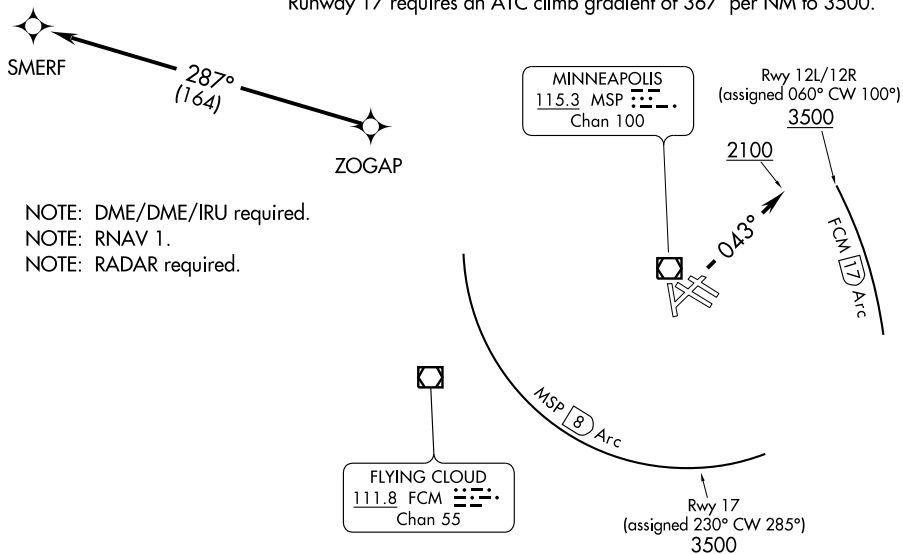 Runway 17 requires an ATC climb gradient of 367' per NM to 3500.
SMERF
287°
(164)
ZOGAP
MINNEAPOLIS
115.3 MSP
Chan 100
Rwy 12L/12R
(assigned 060° CW 100°)
3500
2100
NOTE: DME/DME/IRU required.
NOTE: RNAV 1.
NOTE: RADAR required.
043°
FCM 17 Arc
MSP 8 Arc
FLYING CLOUD
111.8 FCM
Chan 55
Rwy 17
(assigned 230° CW 285°)
3500